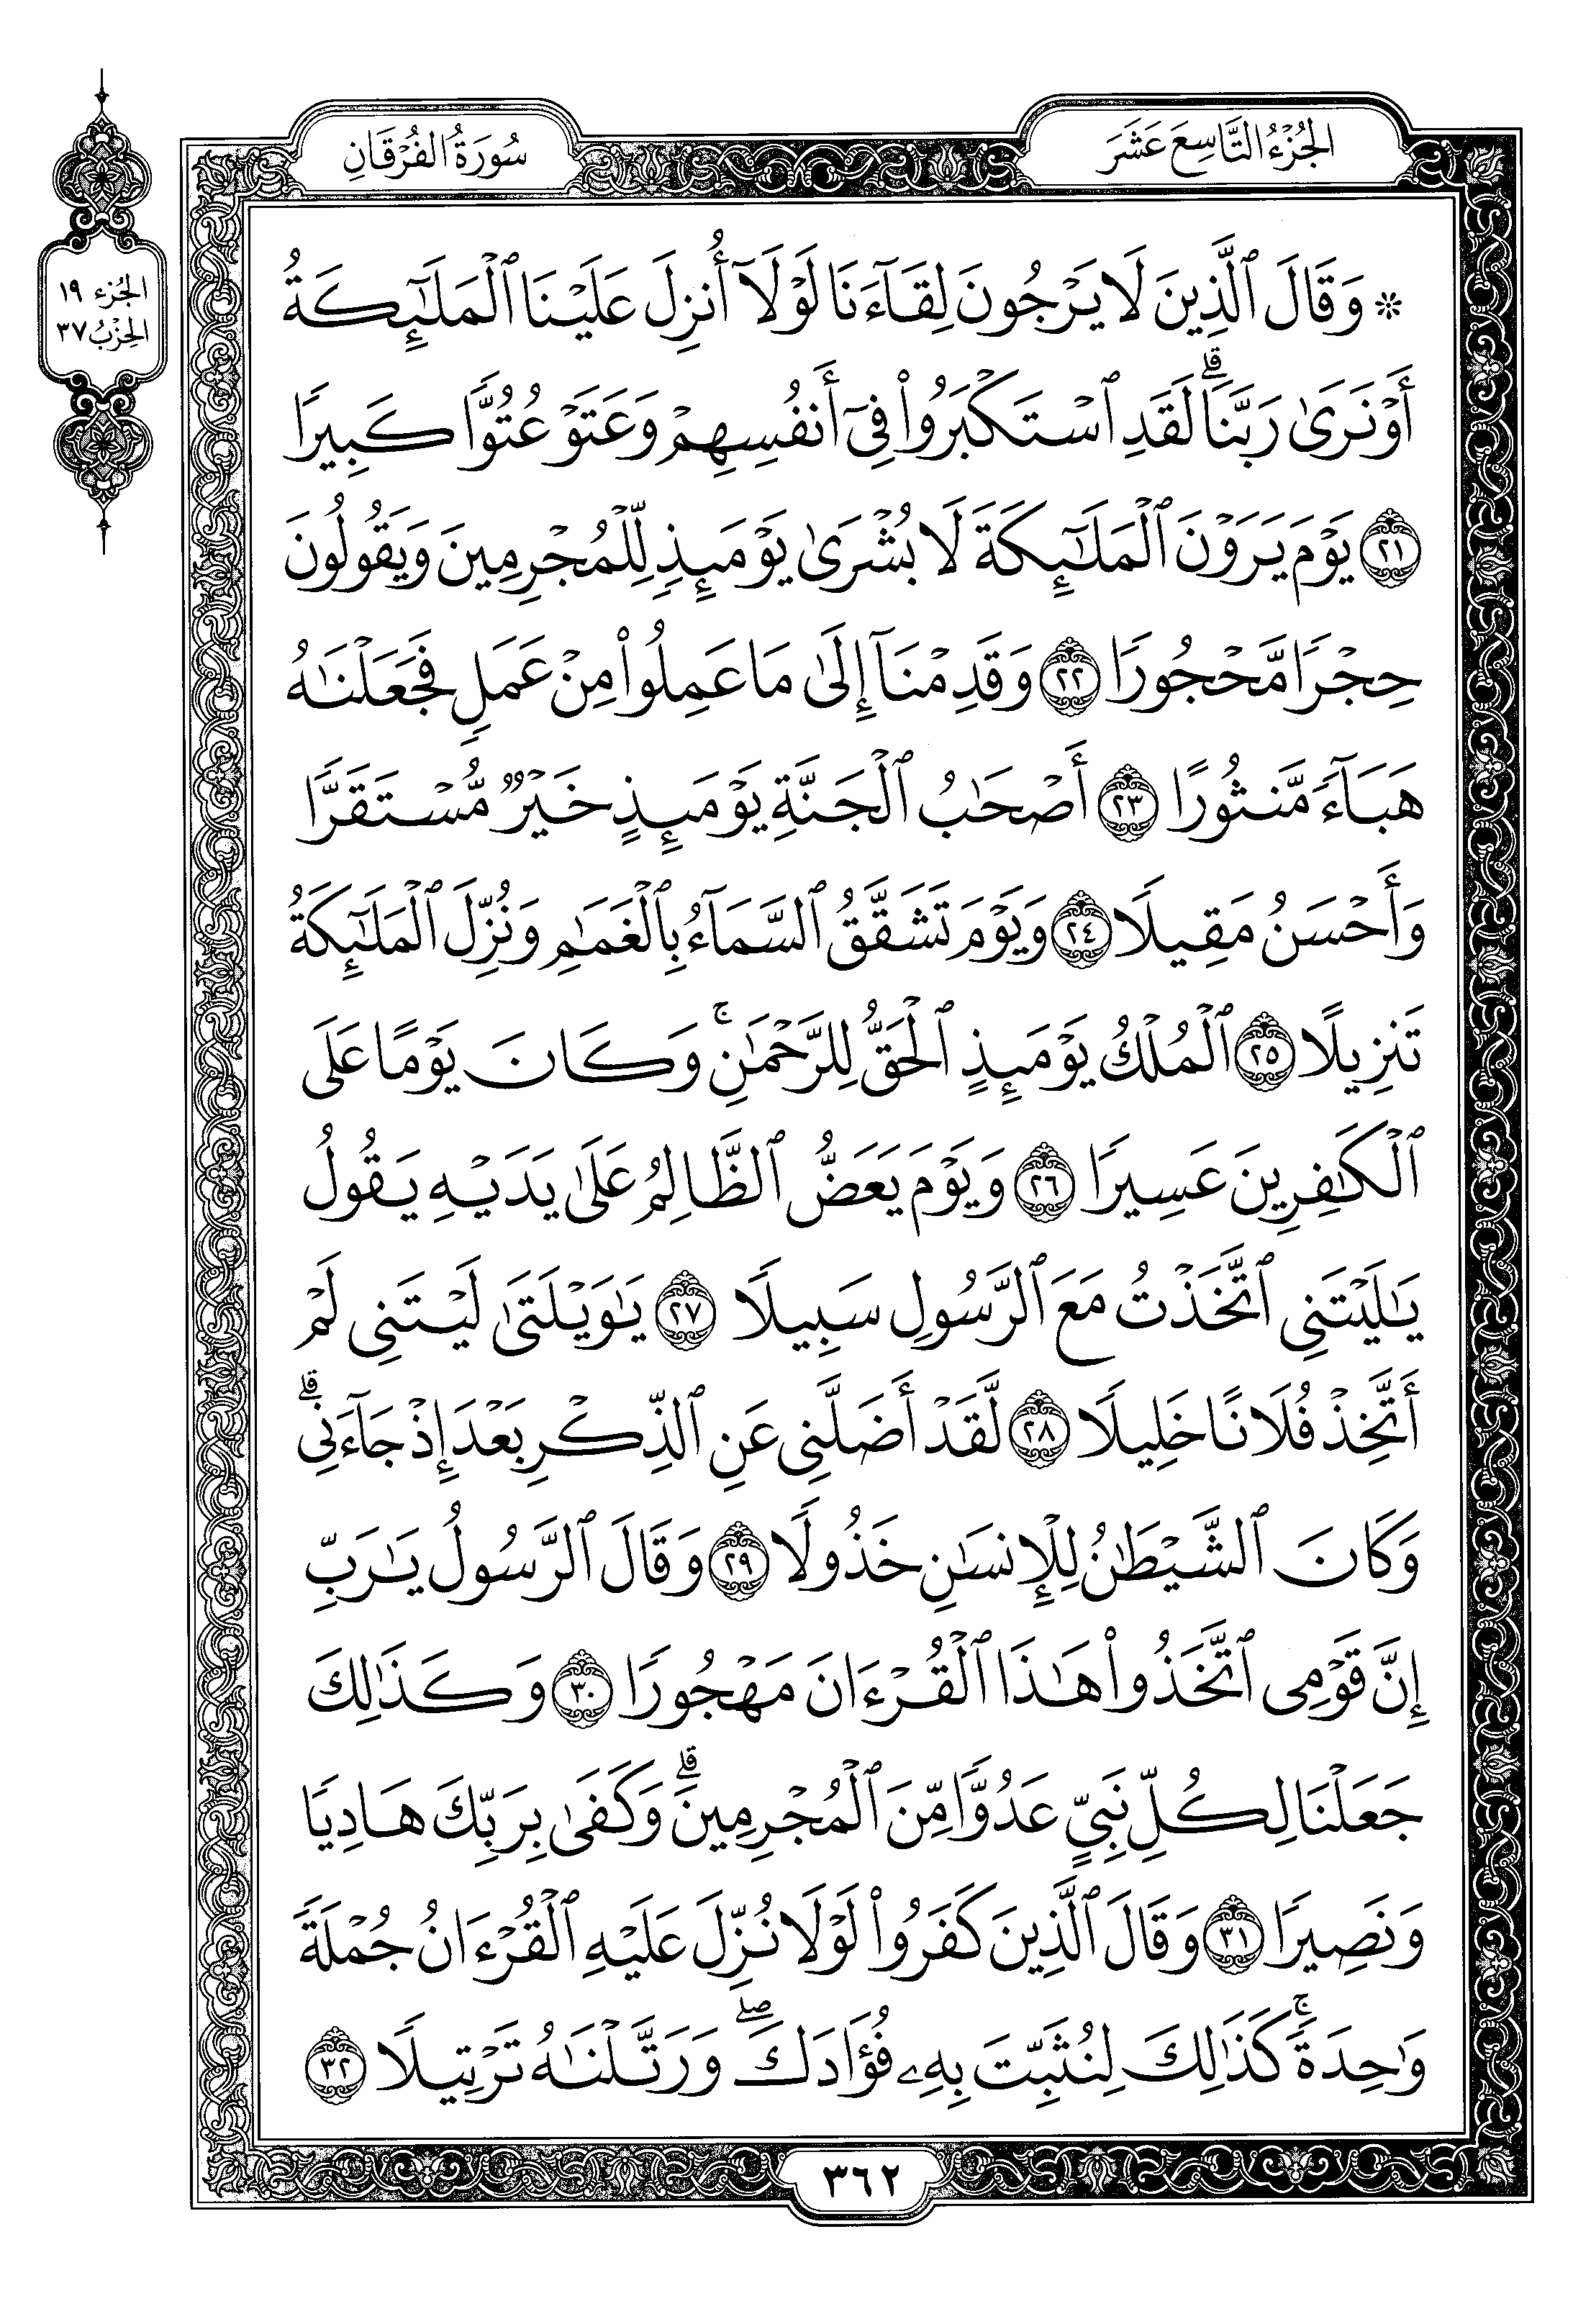 الجُزْءُ التَّاسِعَ عَشَرَ
سُورَةُ الفُرْقَانِ
الجُزء ١٩
الحِزْبُ ٣٧
۞ وَقَالَ ٱلَّذِينَ لَا يَرۡجُونَ لِقَآءَنَا لَوۡلَآ أُنزِلَ عَلَيۡنَا ٱلۡمَلَٰٓئِكَةُ
أَوۡ نَرَىٰ رَبَّنَاۗ لَقَدِ ٱسۡتَكۡبَرُواْ فِيٓ أَنفُسِهِمۡ وَعَتَوۡ عُتُوّٗا كَبِيرٗا
٢١ يَوۡمَ يَرَوۡنَ ٱلۡمَلَٰٓئِكَةَ لَا بُشۡرَىٰ يَوۡمَئِذٖ لِّلۡمُجۡرِمِينَ وَيَقُولُونَ
حِجۡرٗا مَّحۡجُورٗا ٢٢ وَقَدِمۡنَآ إِلَىٰ مَا عَمِلُواْ مِنۡ عَمَلٖ فَجَعَلۡنَٰهُ
هَبَآءٗ مَّنثُورًا ٢٣ أَصۡحَٰبُ ٱلۡجَنَّةِ يَوۡمَئِذٍ خَيۡرٞ مُّسۡتَقَرّٗا
وَأَحۡسَنُ مَقِيلٗا ٢٤ وَيَوۡمَ تَشَقَّقُ ٱلسَّمَآءُ بِٱلۡغَمَٰمِ وَنُزِّلَ ٱلۡمَلَٰٓئِكَةُ
تَنزِيلًا ٢٥ ٱلۡمُلۡكُ يَوۡمَئِذٍ ٱلۡحَقُّ لِلرَّحۡمَٰنِۚ وَكَانَ يَوۡمًا عَلَى
ٱلۡكَٰفِرِينَ عَسِيرٗا ٢٦ وَيَوۡمَ يَعَضُّ ٱلظَّالِمُ عَلَىٰ يَدَيۡهِ يَقُولُ
يَٰلَيۡتَنِي ٱتَّخَذۡتُ مَعَ ٱلرَّسُولِ سَبِيلٗا ٢٧ يَٰوَيۡلَتَىٰ لَيۡتَنِي لَمۡ
أَتَّخِذۡ فُلَانًا خَلِيلٗا ٢٨ لَّقَدۡ أَضَلَّنِي عَنِ ٱلذِّكۡرِ بَعۡدَ إِذۡ جَآءَنِيۗ
وَكَانَ ٱلشَّيۡطَٰنُ لِلۡإِنسَٰنِ خَذُولٗا ٢٩ وَقَالَ ٱلرَّسُولُ يَٰرَبِّ
إِنَّ قَوۡمِي ٱتَّخَذُواْ هَٰذَا ٱلۡقُرۡءَانَ مَهۡجُورٗا ٣٠ وَكَذَٰلِكَ
جَعَلۡنَا لِكُلِّ نَبِيٍّ عَدُوّٗا مِّنَ ٱلۡمُجۡرِمِينَۗ وَكَفَىٰ بِرَبِّكَ هَادِيٗا
وَنَصِيرٗا ٣١ وَقَالَ ٱلَّذِينَ كَفَرُواْ لَوۡلَا نُزِّلَ عَلَيۡهِ ٱلۡقُرۡءَانُ جُمۡلَةٗ
وَٰحِدَةٗۚ كَذَٰلِكَ لِنُثَبِّتَ بِهِۦ فُؤَادَكَۖ وَرَتَّلۡنَٰهُ تَرۡتِيلٗا ٣٢
٣٦٢